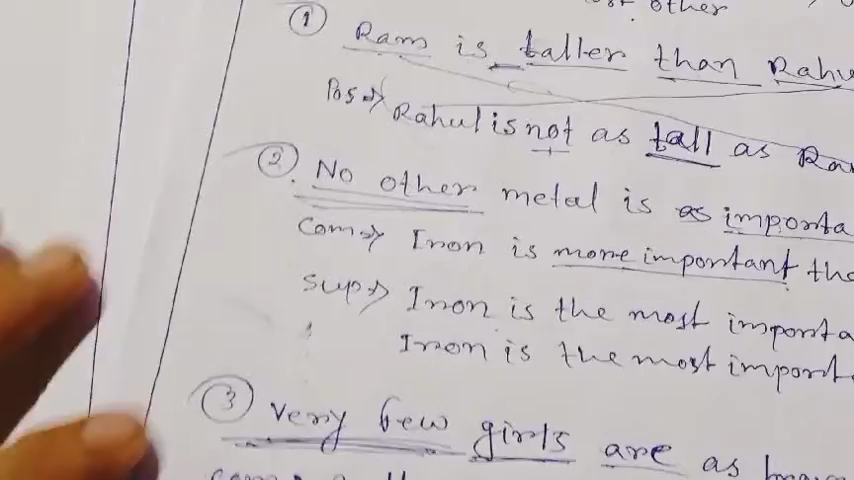 other
① Ram is taller than Rahu
Pos→ Rahul is not as tall as Ra
② No other metal is as importa
Com→ Iron is more important tha
Sup→ Iron is the most importa
Iron is the most import
③ Very few girls are as